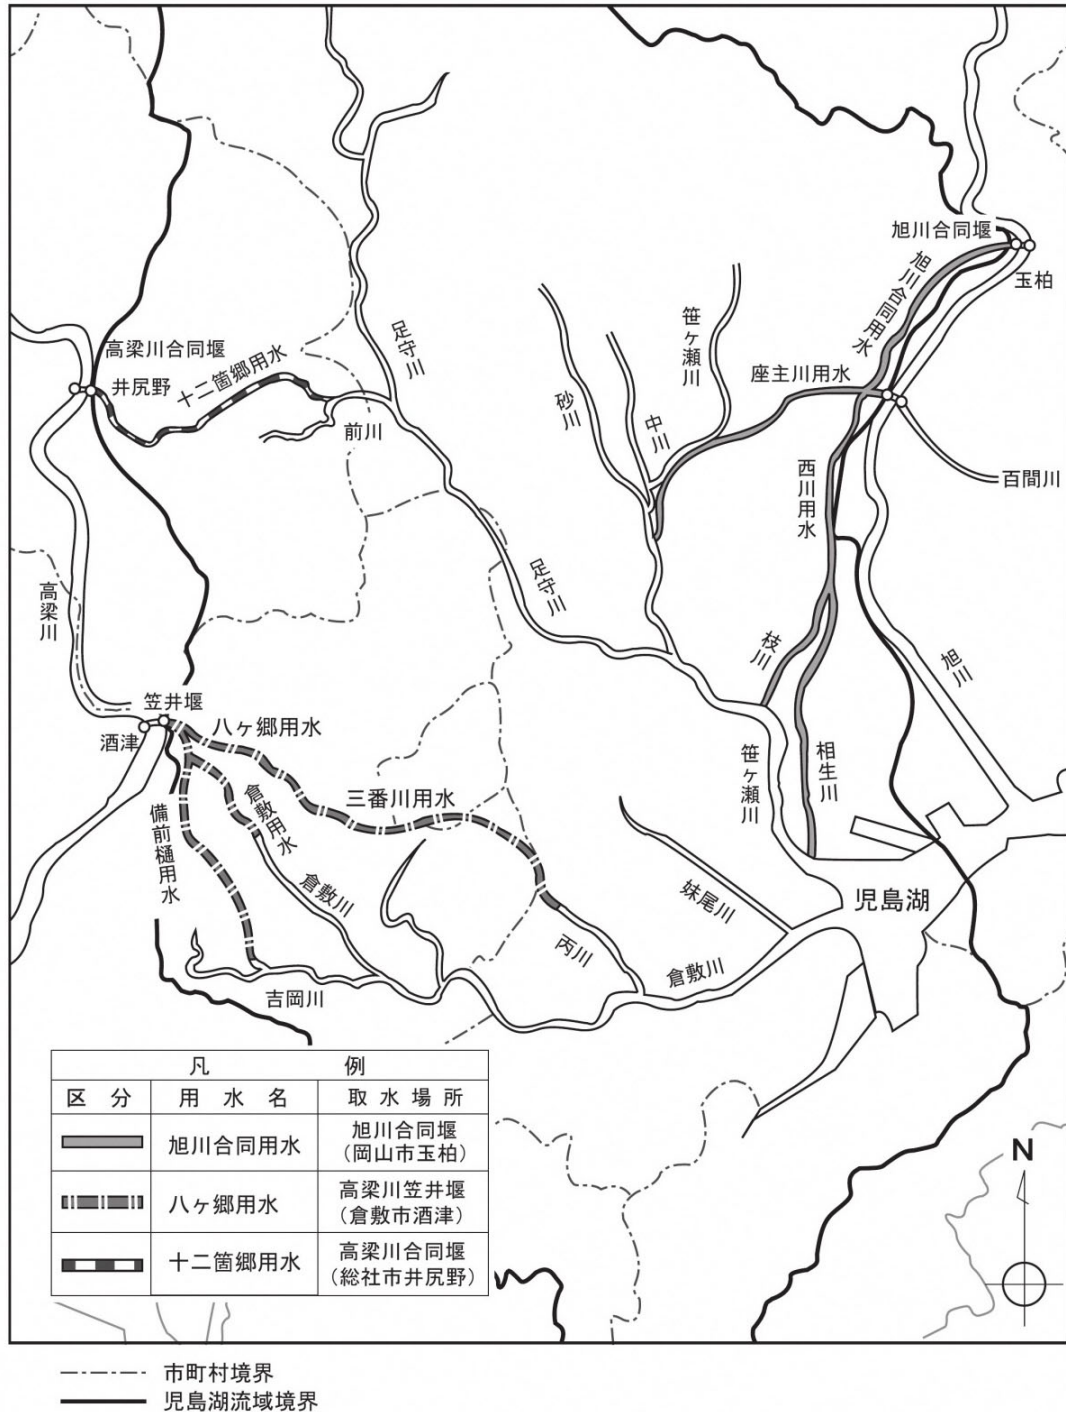 旭川合同堰
玉柏
旭川合同用水
笹ヶ瀬川
足守川
高梁川合同堰
十二箇郷用水
井尻野
座主川用水
砂川
中川
前川
西川用水
百間川
足守川
高梁川
枝川
旭川
笠井堰
酒津
八ヶ郷用水
笹ヶ瀬川
相生川
倉敷用水
三番川用水
備前樋用水
倉敷川
妹尾川
児島湖
丙川
倉敷川
吉岡川
凡例
区分 用水名 取水場所
旭川合同用水 旭川合同堰
(岡山市玉柏)
八ヶ郷用水 高梁川笠井堰
(倉敷市酒津)
十二箇郷用水 高梁川合同堰
(総社市井尻野)
N
市町村境界
児島湖流域境界